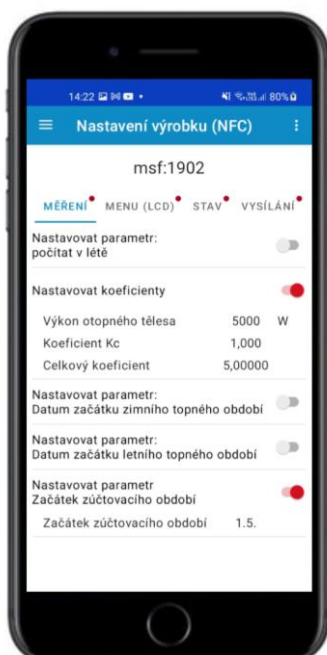 14:22 80%
Nastavení výrobku (NFC)
msf:1902
MĚŘENÍ MENU (LCD) STAV VYSÍLÁNÍ
Nastavovat parametr:
počítat v létě
Nastavovat koeficienty
Výkon otopného tělesa 5000 W
Koeficient Kc 1,000
Celkový koeficient 5,00000
Nastavovat parametr:
Datum začátku zimního topného období
Nastavovat parametr:
Datum začátku letního topného období
Nastavovat parametr
Začátek zúčtovacího období
Začátek zúčtovacího období 1.5.